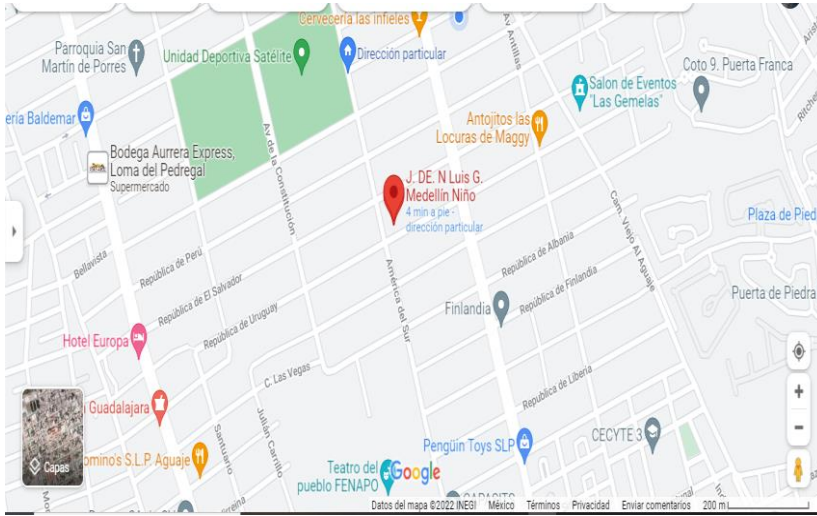 Cervecería las infieles
Parroquia San
Martín de Porres
Unidad Deportiva Satélite
Dirección particular
Av Antillas
Coto 9. Puerta Franca
Salon de Eventos
"Las Gemelas"
ería Baldemar
Antojitos las
Locuras de Maggy
Bodega Aurrera Express,
Loma del Pedregal
Supermercado
Av de la Constitución
J. DE. N Luis G.
Medellín Niño
4 min a pie -
dirección particular
Plaza de Pied
Cam. Viejo Al Aguaje
Bellavista
República de Perú
República de Albania
República de El Salvador
República de Finlandia
América del Sur
Puerta de Piedra
Finlandia
República de Uruguay
Hotel Europa
C. Las Vegas
República de Liberia
Guadalajara
Julián Carrillo
Santuario
CECYTE 3
Pengüin Toys SLP
omino's S.L.P. Aguaje
Capas
Teatro del
pueblo FENAPO
Google
Datos del mapa ©2022 INEGI México Términos Privacidad Enviar comentarios 200 m